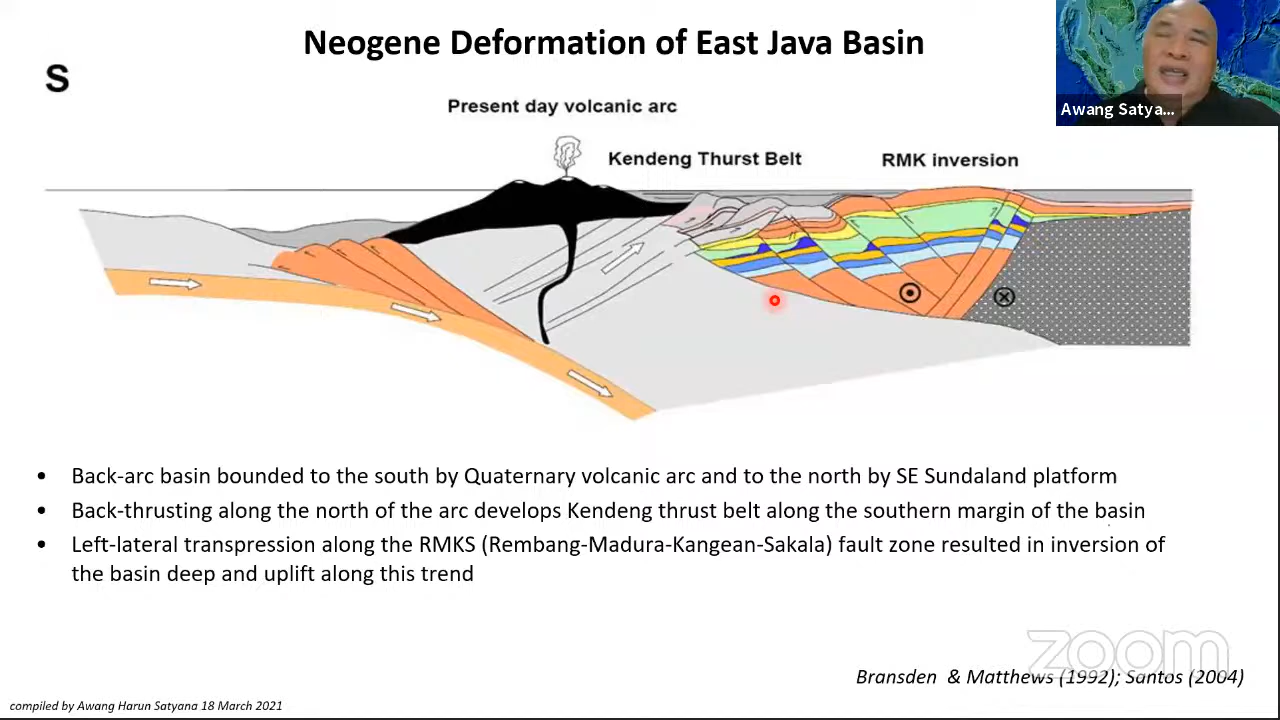 Neogene Deformation of East Java Basin
S
Present day volcanic arc
Kendeng Thurst Belt
RMK inversion
Awang Satya...
• Back-arc basin bounded to the south by Quaternary volcanic arc and to the north by SE Sundaland platform
• Back-thrusting along the north of the arc develops Kendeng thrust belt along the southern margin of the basin
• Left-lateral transpression along the RMKS (Rembang-Madura-Kangean-Sakala) fault zone resulted in inversion of
the basin deep and uplift along this trend
zoom
Bransden & Matthews (1992); Santos (2004)
compiled by Awang Harun Satyana 18 March 2021